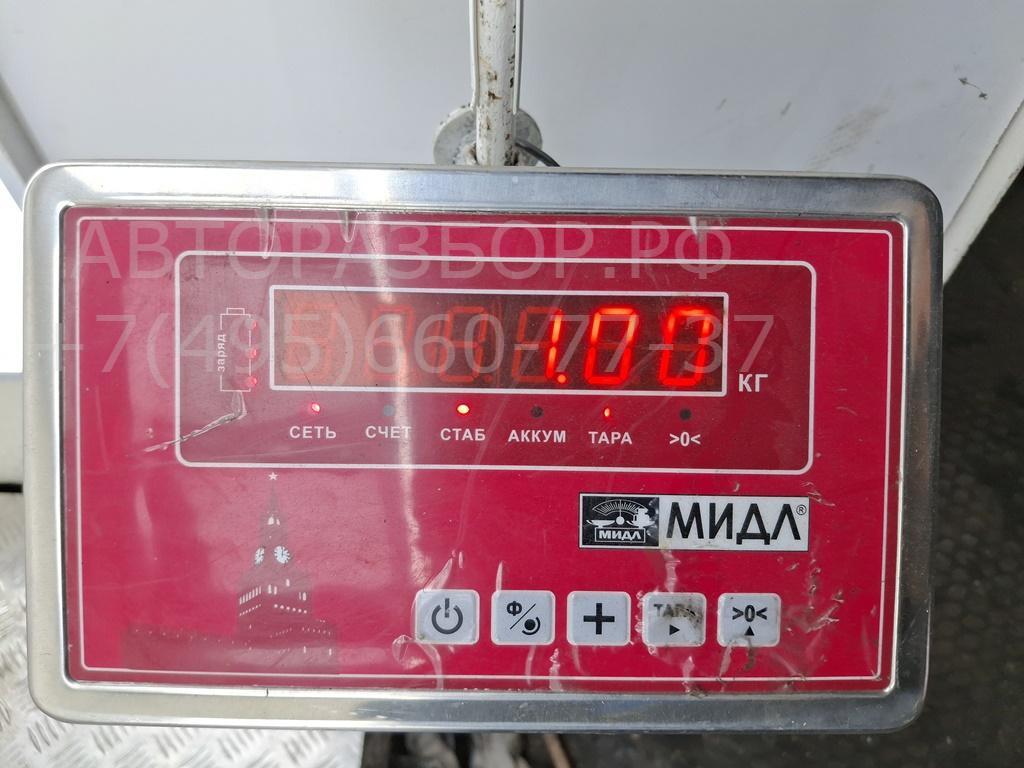 АВТОРАЗБОР.РФ
+7(495)660-77-37
заряд
1.00
КГ
СЕТЬ СЧЕТ СТАБ АККУМ ТАРА >0<
МИДЛ МИДЛ®
Ф ТАРА >0<